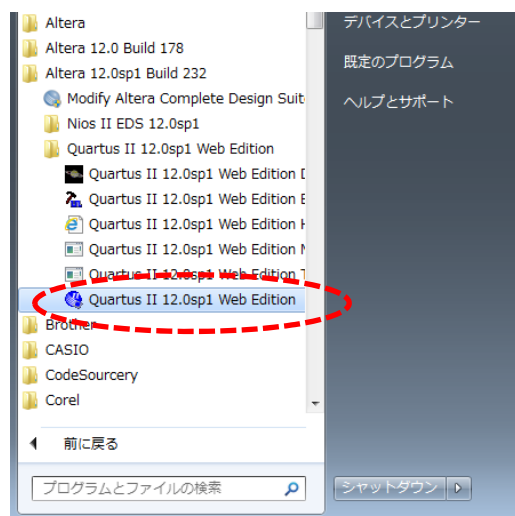 Altera
Altera 12.0 Build 178
Altera 12.0sp1 Build 232
Modify Altera Complete Design Suit
Nios II EDS 12.0sp1
Quartus II 12.0sp1 Web Edition
Quartus II 12.0sp1 Web Edition
Quartus II 12.0sp1 Web Edition
Quartus II 12.0sp1 Web Edition
Quartus II 12.0sp1 Web Edition
Quartus II 12.0sp1 Web Edition
Quartus II 12.0sp1 Web Edition
Brother
CASIO
CodeSourcery
Corel
前に戻る
プログラムとファイルの検索
デバイスとプリンター
既定のプログラム
ヘルプとサポート
シャットダウン